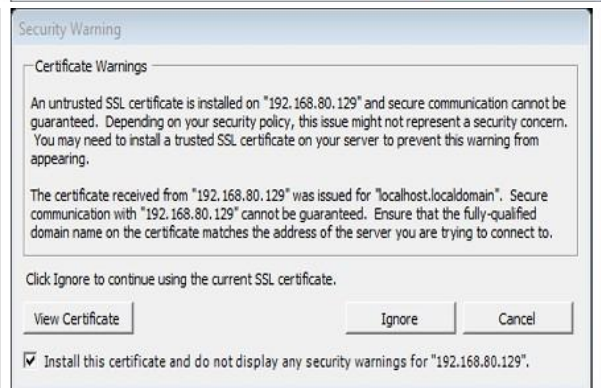 Security Warning
Certificate Warnings
An untrusted SSL certificate is installed on "192.168.80.129" and secure communication cannot be
guaranteed. Depending on your security policy, this issue might not represent a security concern.
You may need to install a trusted SSL certificate on your server to prevent this warning from
appearing.
The certificate received from "192.168.80.129" was issued for "localhost.localdomain". Secure
communication with "192.168.80.129" cannot be guaranteed. Ensure that the fully-qualified
domain name on the certificate matches the address of the server you are trying to connect to.
Click Ignore to continue using the current SSL certificate.
View Certificate Ignore Cancel
Install this certificate and do not display any security warnings for "192.168.80.129".